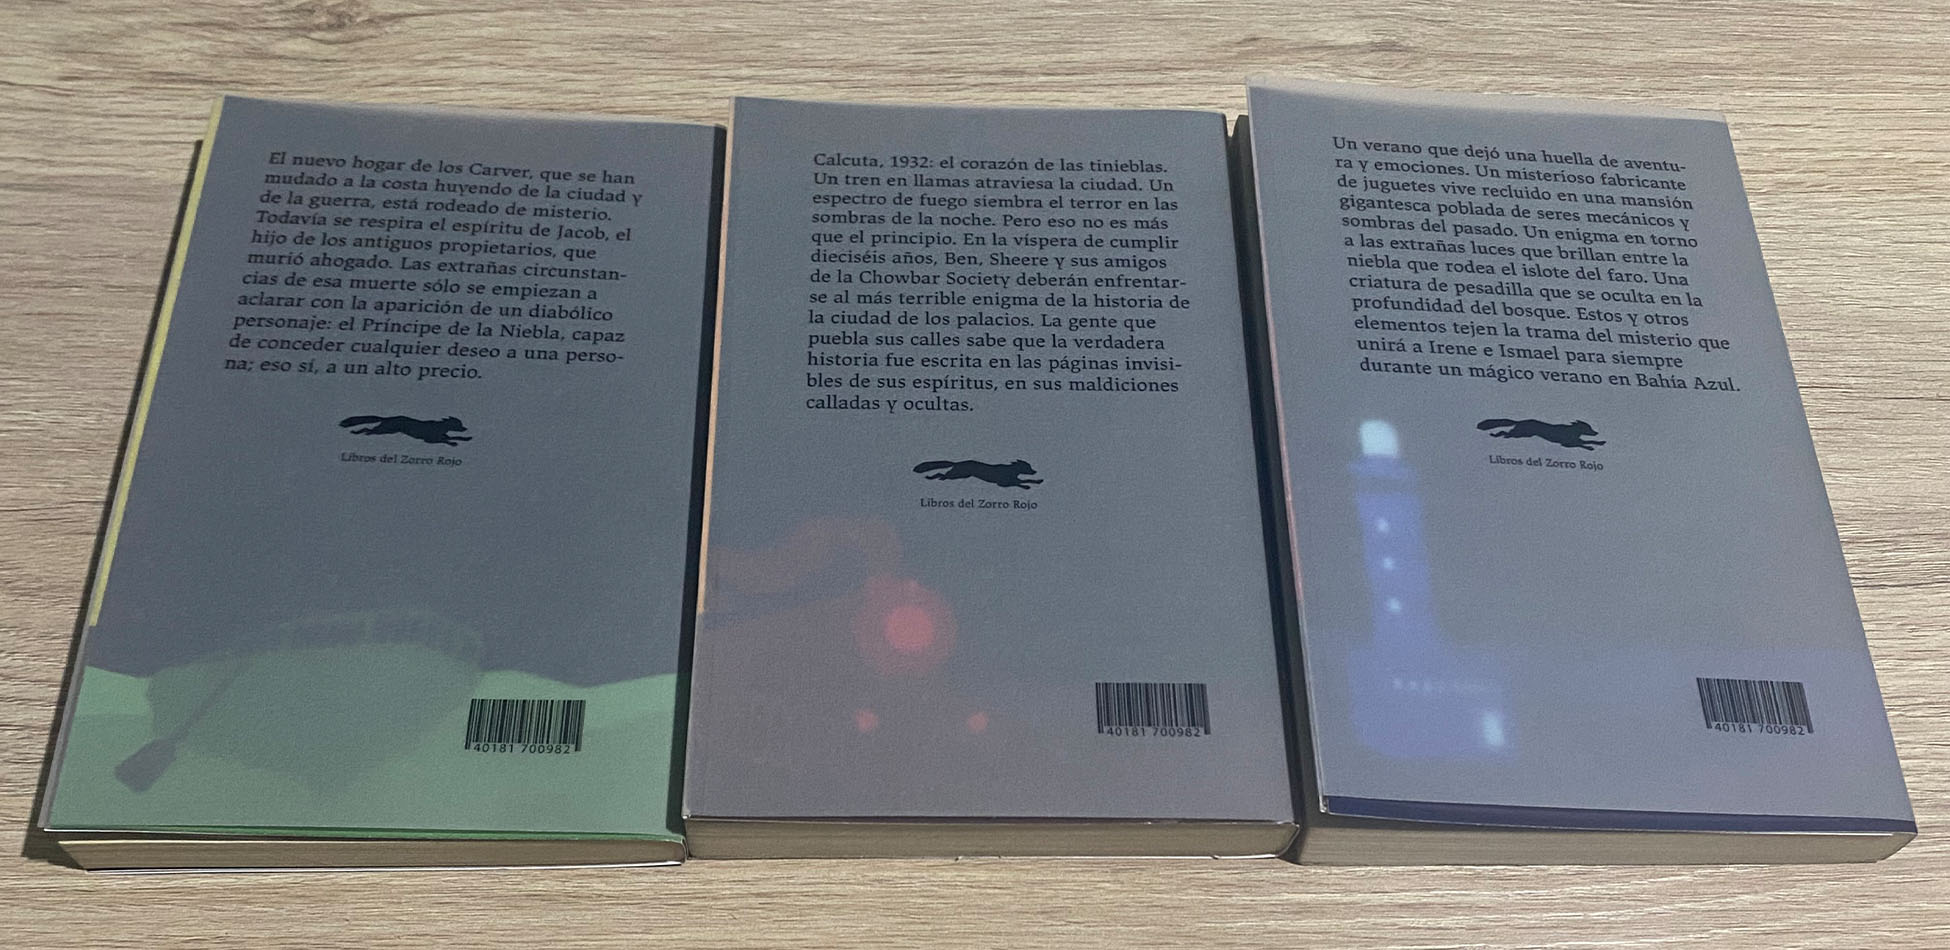 El nuevo hogar de los Carver, que se han
mudado a la costa huyendo de la ciudad y
de la guerra, está rodeado de misterio.
Todavía se respira el espíritu de Jacob, el
hijo de los antiguos propietarios, que
murió ahogado. Las extrañas circunstan-
cias de esa muerte sólo se empiezan a
aclarar con la aparición de un diabólico
personaje: el Príncipe de la Niebla, capaz
de conceder cualquier deseo a una perso-
na; eso sí, a un alto precio.
Libros del Zorro Rojo
40181 700982
Calcuta, 1932: el corazón de las tinieblas.
Un tren en llamas atraviesa la ciudad. Un
espectro de fuego siembra el terror en las
sombras de la noche. Pero eso no es más
que el principio. En la víspera de cumplir
dieciséis años, Ben, Sheere y sus amigos
de la Chowbar Society deberán enfrentar-
se al más terrible enigma de la historia de
la ciudad de los palacios. La gente que
puebla sus calles sabe que la verdadera
historia fue escrita en las páginas invisi-
bles de sus espíritus, en sus maldiciones
calladas y ocultas.
Libros del Zorro Rojo
40181 700982
Un verano que dejó una huella de aventu-
ra y emociones. Un misterioso fabricante
de juguetes vive recluido en una mansión
gigantesca poblada de seres mecánicos y
sombras del pasado. Un enigma en torno
a las extrañas luces que brillan entre la
niebla que rodea el islote del faro. Una
criatura de pesadilla que se oculta en la
profundidad del bosque. Estos y otros
elementos tejen la trama del misterio que
unirá a Irene e Ismael para siempre
durante un mágico verano en Bahía Azul.
Libros del Zorro Rojo
40181 700982